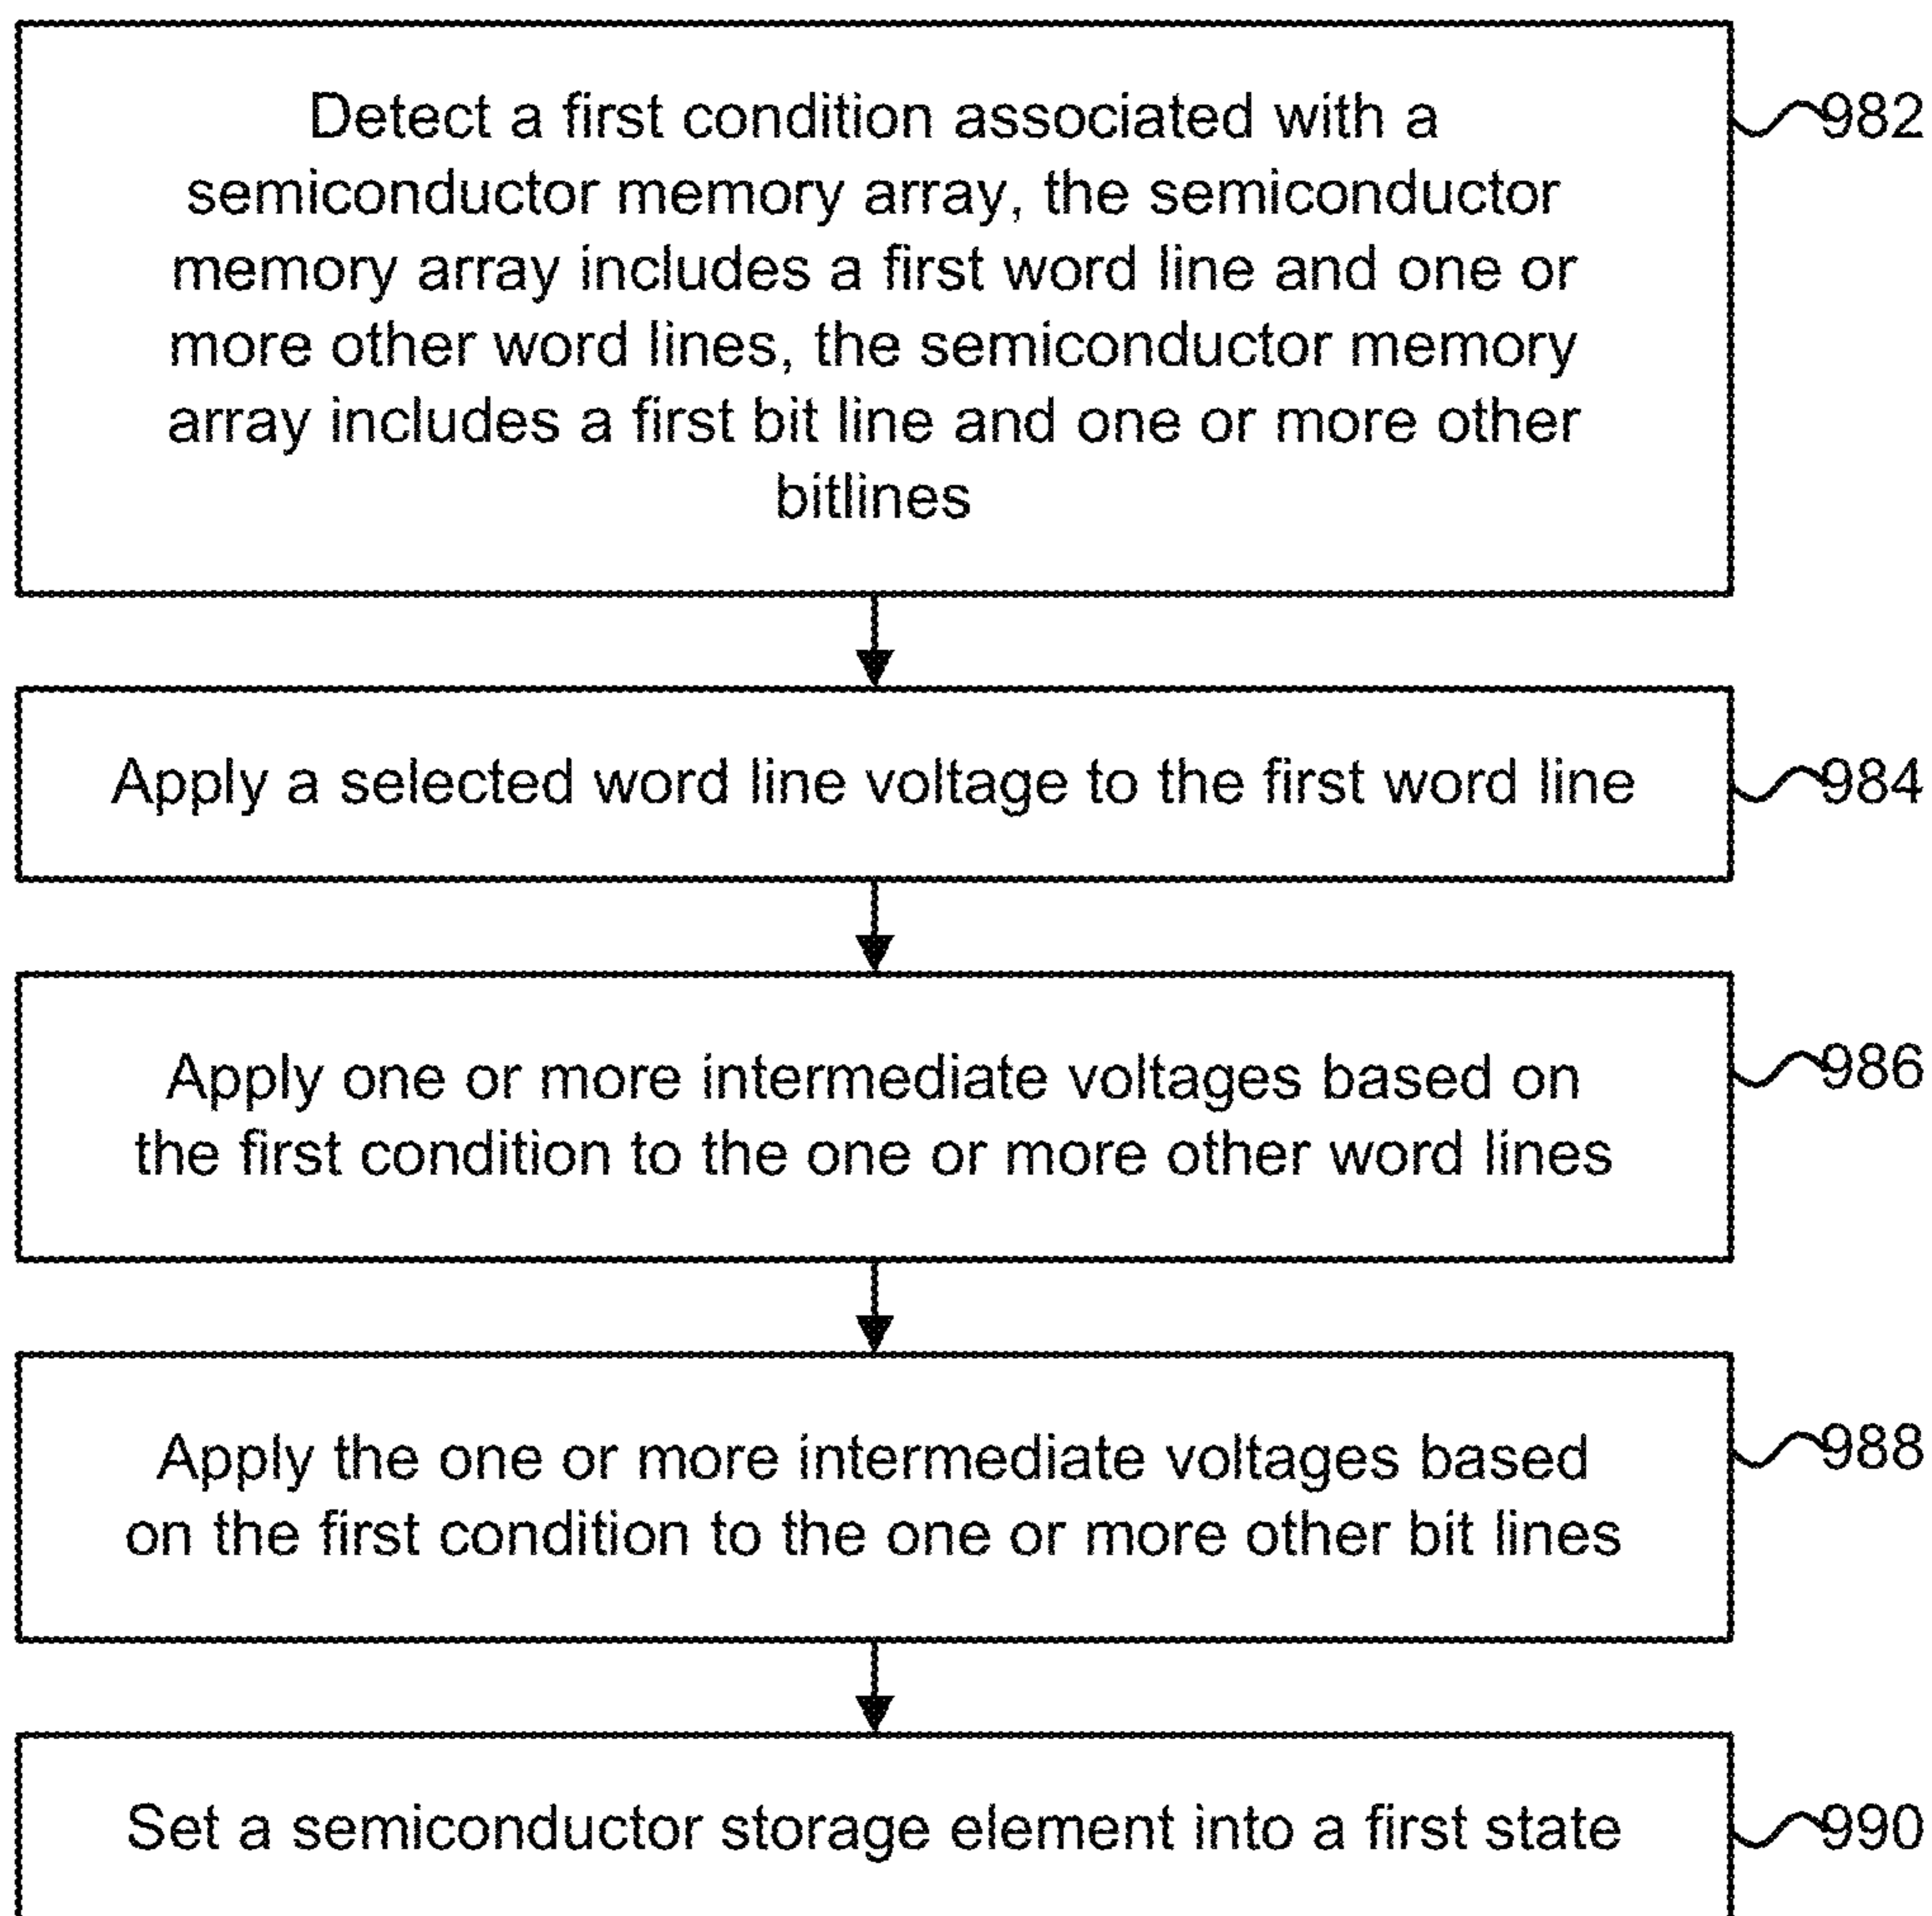 Detect a first condition associated with a
982
semiconductor memory array, the semiconductor
memory array includes a first word line and one or
more other word lines, the semiconductor memory
array includes a first bit line and one or more other
bitlines
Apply a selected word line voltage to the first word line
984
Apply one or more intermediate voltages based on
986
the first condition to the one or more other word lines
Apply the one or more intermediate voltages based
988
on the first condition to the one or more other bit lines
Set a semiconductor storage element into a first state
990